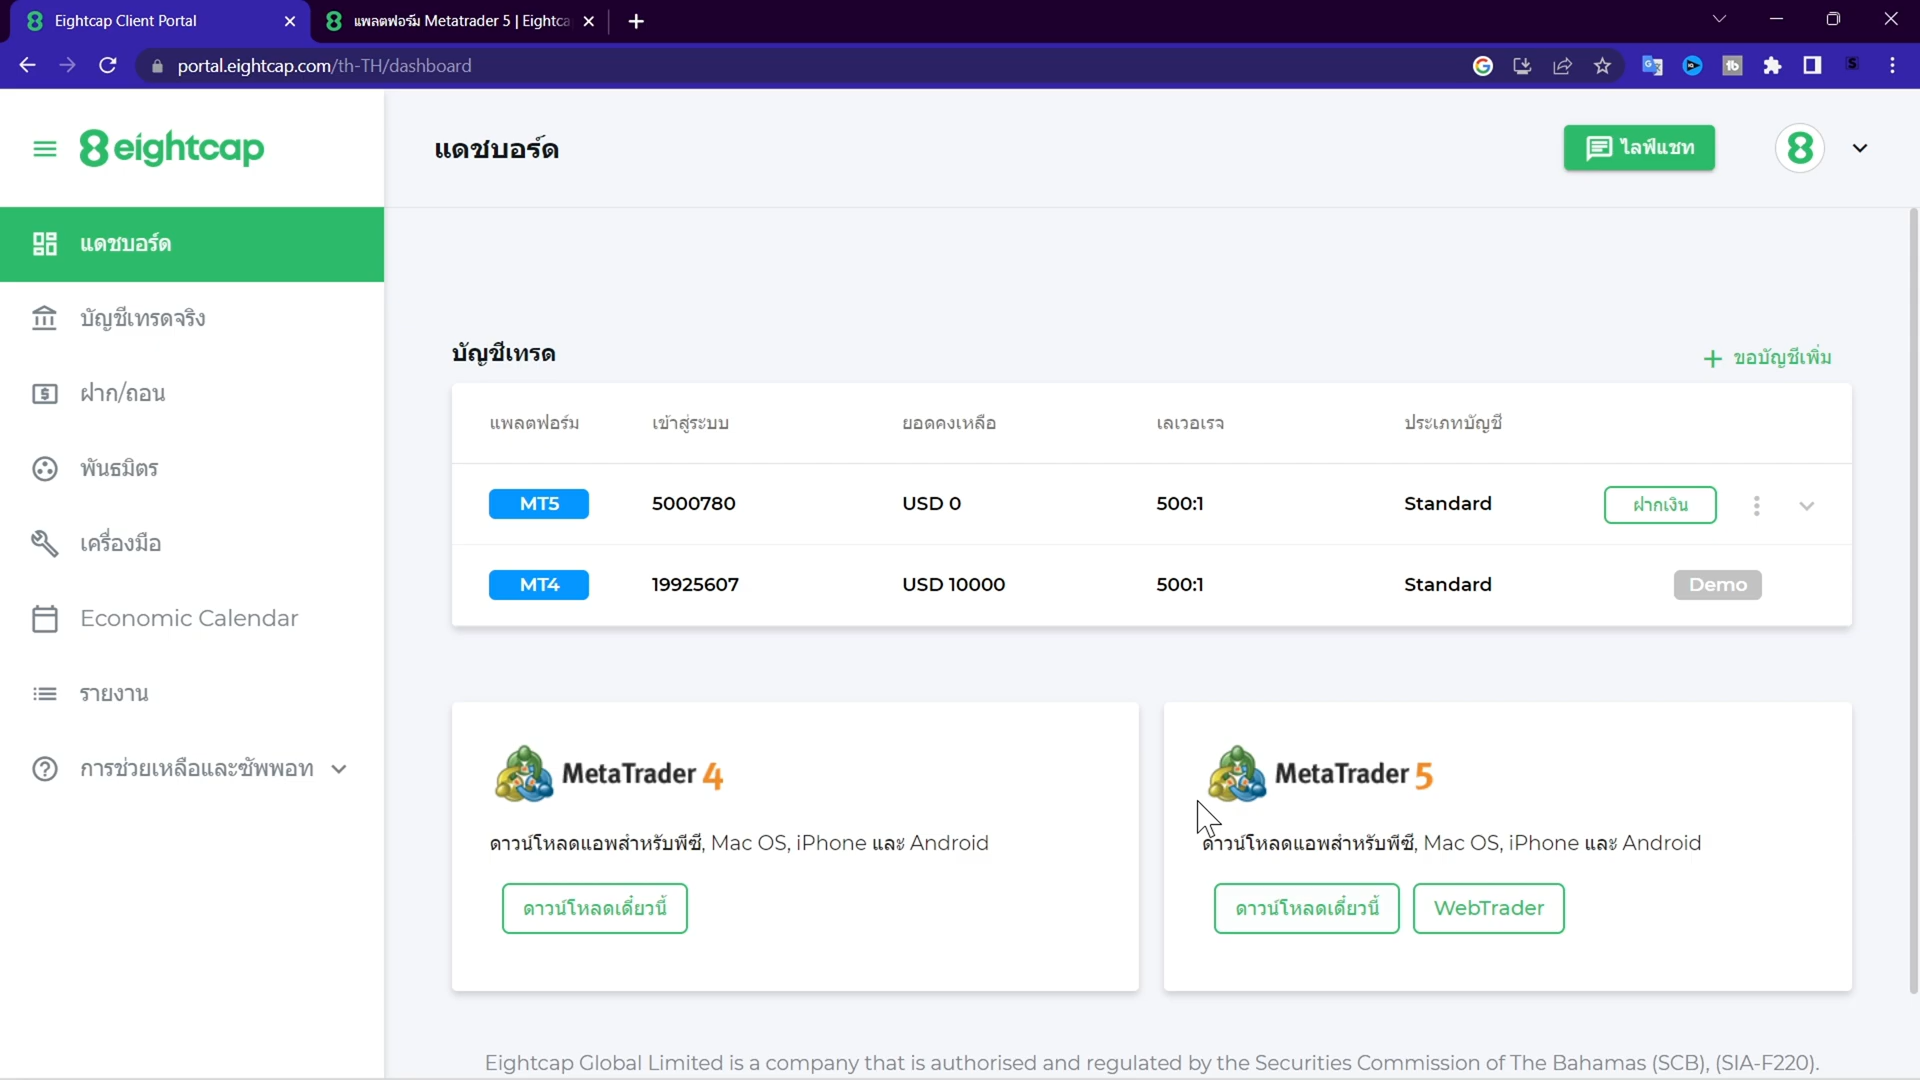 Eightcap Client Portal
แพลตฟอร์ม Metatrader 5 | Eightca
portal.eightcap.com/th-TH/dashboard
eightcap
แดชบอร์ด
ไลฟ์แชท
แดชบอร์ด
บัญชีเทรดจริง
ฝาก/ถอน
พันธมิตร
เครื่องมือ
Economic Calendar
รายงาน
การช่วยเหลือและซัพพอท
บัญชีเทรด
ขอบัญชีเพิ่ม
แพลตฟอร์ม เข้าสู่ระบบ ยอดคงเหลือ เลเวอเรจ ประเภทบัญชี
MT5 5000780 USD 0 500:1 Standard ฝากเงิน
MT4 19925607 USD 10000 500:1 Standard Demo
MetaTrader 4
ดาวน์โหลดแอพสำหรับพีซี, Mac OS, iPhone และ Android
ดาวน์โหลดเดี๋ยวนี้
MetaTrader 5
ดาวน์โหลดแอพสำหรับพีซี, Mac OS, iPhone และ Android
ดาวน์โหลดเดี๋ยวนี้ WebTrader
Eightcap Global Limited is a company that is authorised and regulated by the Securities Commission of The Bahamas (SCB), (SIA-F220).